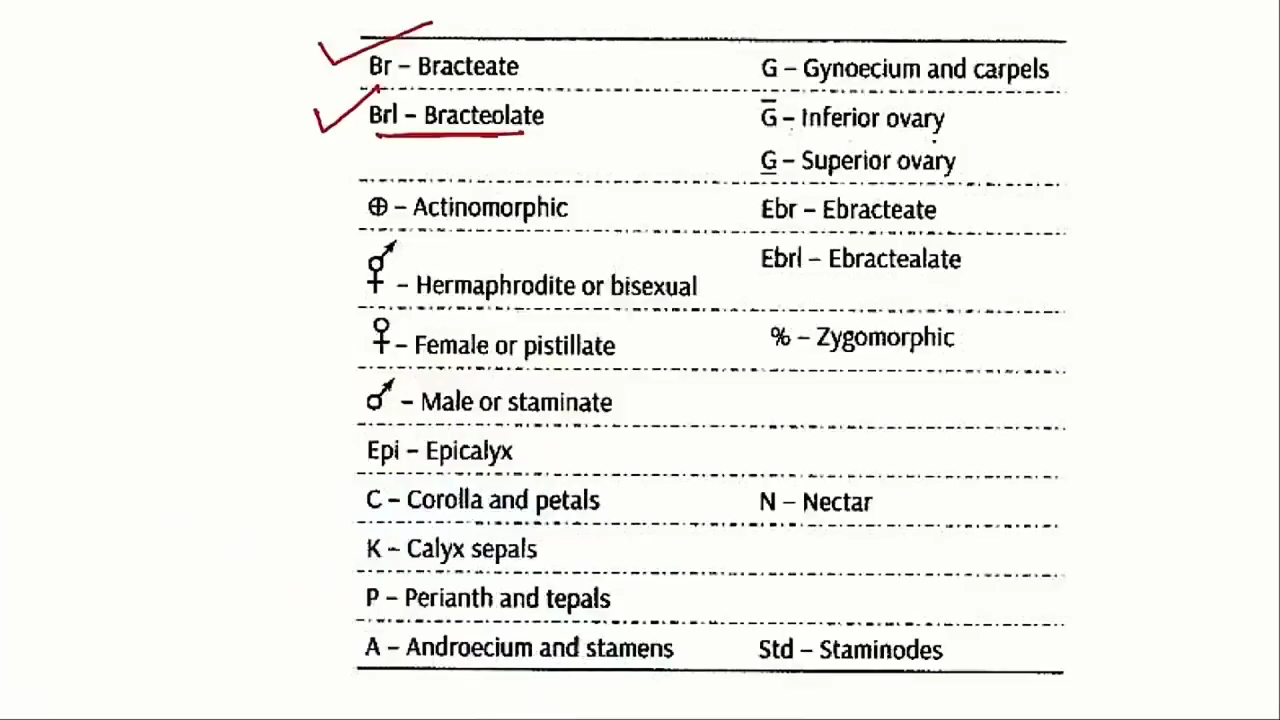 Br – Bracteate
G – Gynoecium and carpels
Brl – Bracteolate
G̅ – Inferior ovary
G̲ – Superior ovary
⊕ – Actinomorphic
Ebr – Ebracteate
Ebrl – Ebractealate
⚥ – Hermaphrodite or bisexual
♀ – Female or pistillate
% – Zygomorphic
♂ – Male or staminate
Epi – Epicalyx
C – Corolla and petals
N – Nectar
K – Calyx sepals
P – Perianth and tepals
A – Androecium and stamens
Std – Staminodes